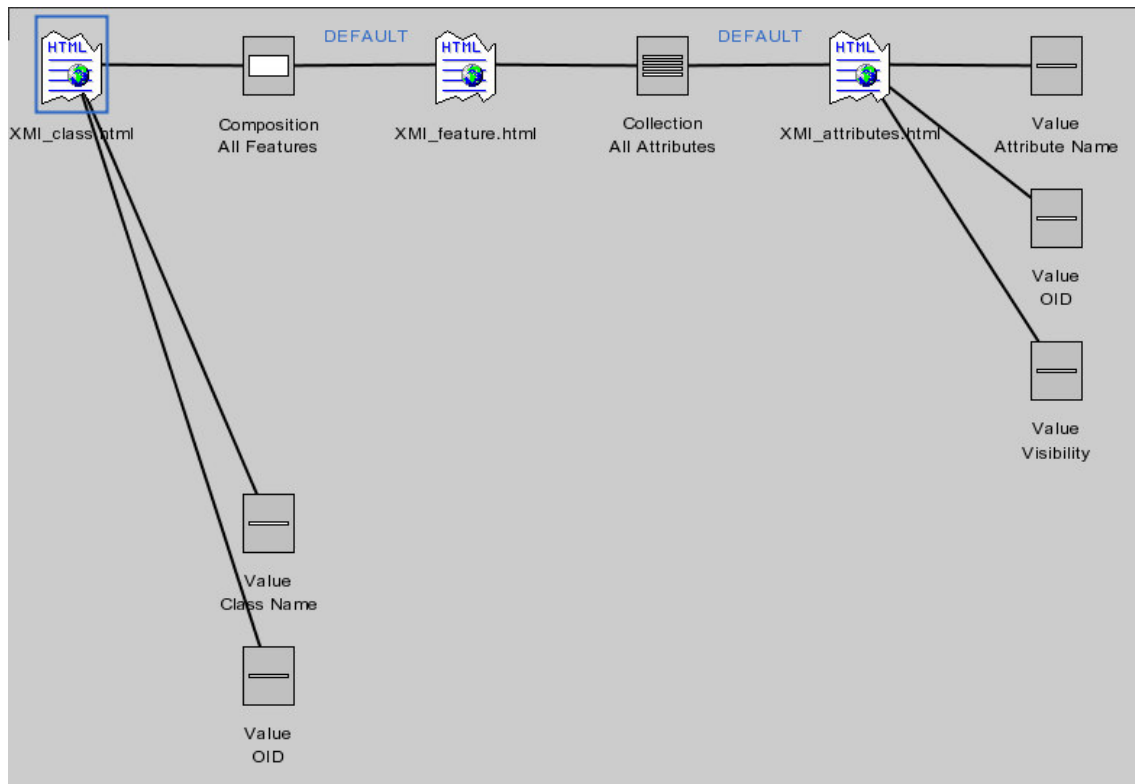 HTML
DEFAULT
HTML
DEFAULT
HTML
XMI_class.html
Composition
All Features
XMI_feature.html
Collection
All Attributes
XMI_attributes.html
Value
Attribute Name
Value
OID
Value
Visibility
Value
Class Name
Value
OID